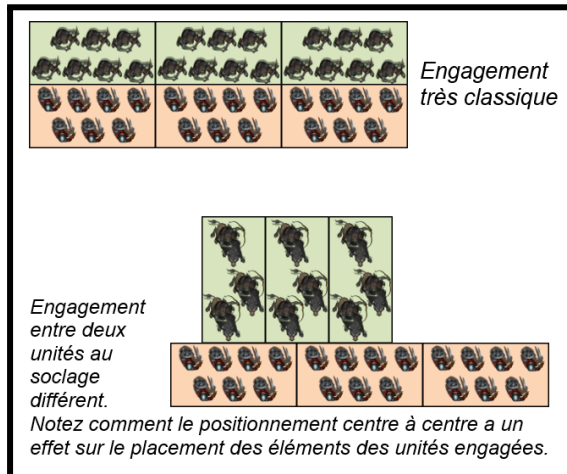 Engagement
très classique
Engagement
entre deux
unités au
soclage
différent.
Notez comment le positionnement centre à centre a un
effet sur le placement des éléments des unités engagées.